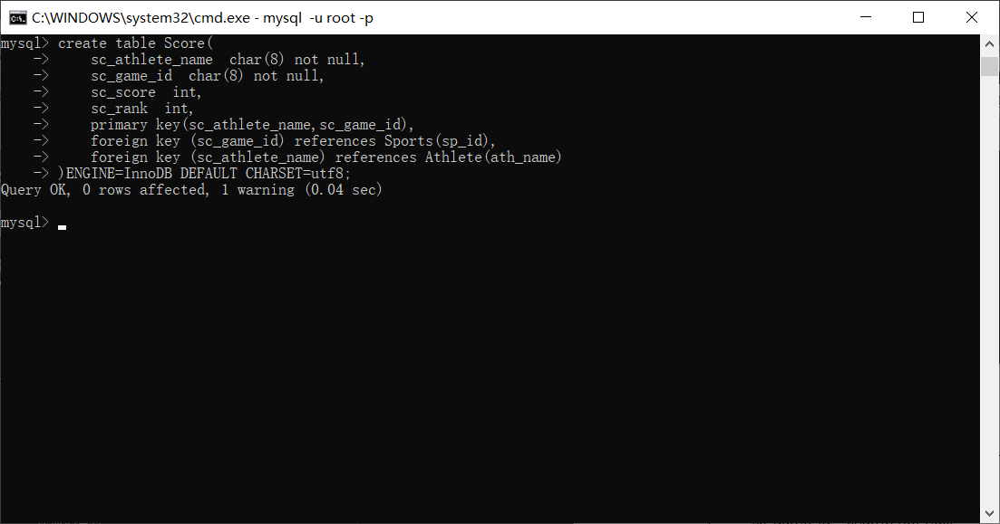 C:\WINDOWS\system32\cmd.exe - mysql  -u root -p
mysql> create table Score(
    ->     sc_athlete_name  char(8) not null,
    ->     sc_game_id  char(8) not null,
    ->     sc_score  int,
    ->     sc_rank  int,
    ->     primary key(sc_athlete_name,sc_game_id),
    ->     foreign key (sc_game_id) references Sports(sp_id),
    ->     foreign key (sc_athlete_name) references Athlete(ath_name)
    -> )ENGINE=InnoDB DEFAULT CHARSET=utf8;
Query OK, 0 rows affected, 1 warning (0.04 sec)
mysql>